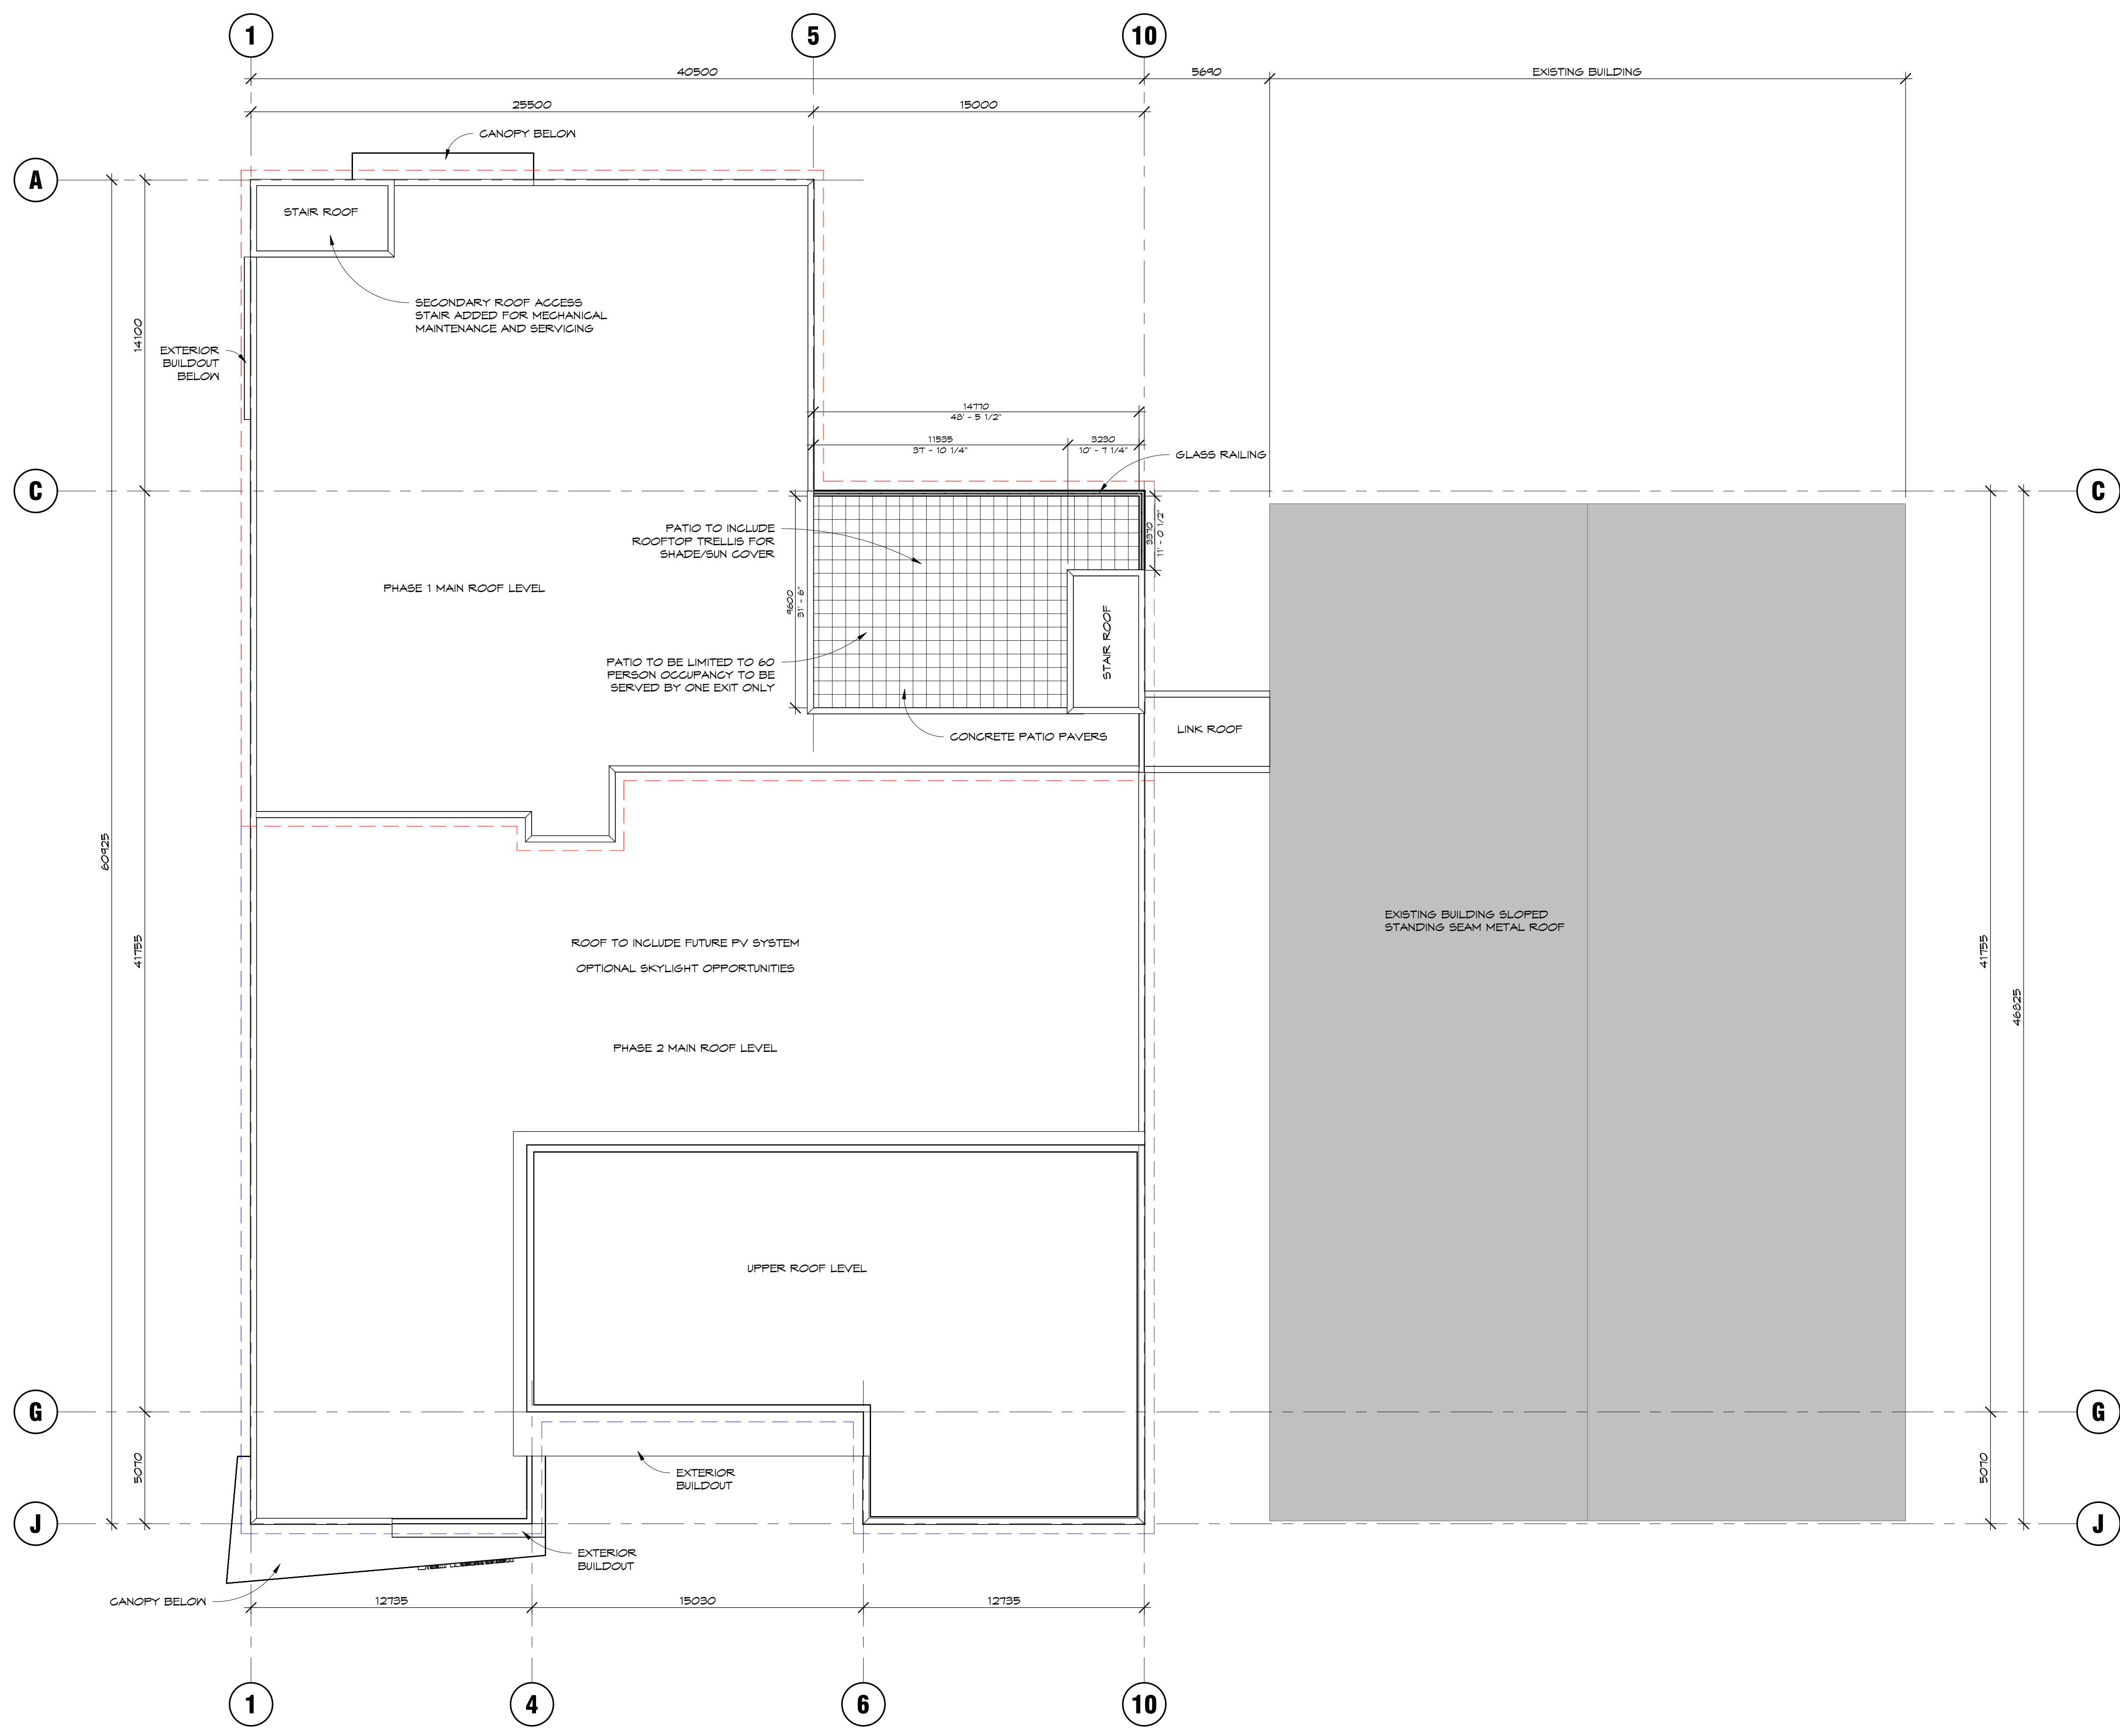 1
5
10
40500
5690
EXISTING BUILDING
25500
15000
CANOPY BELOW
A
STAIR ROOF
SECONDARY ROOF ACCESS
STAIR ADDED FOR MECHANICAL
MAINTENANCE AND SERVICING
14100
EXTERIOR
BUILDOUT
BELOW
14770
48' - 5 1/2"
11535
37' - 10 1/4"
3230
10' - 7 1/4"
GLASS RAILING
C
C
3370
11' - 0 1/2"
PATIO TO INCLUDE
ROOFTOP TRELLIS FOR
SHADE/SUN COVER
PHASE 1 MAIN ROOF LEVEL
9600
31' - 6"
STAIR ROOF
PATIO TO BE LIMITED TO 60
PERSON OCCUPANCY TO BE
SERVED BY ONE EXIT ONLY
CONCRETE PATIO PAVERS
LINK ROOF
60925
41755
EXISTING BUILDING SLOPED
STANDING SEAM METAL ROOF
41755
46825
ROOF TO INCLUDE FUTURE PV SYSTEM
OPTIONAL SKYLIGHT OPPORTUNITIES
PHASE 2 MAIN ROOF LEVEL
UPPER ROOF LEVEL
G
G
5070
EXTERIOR
BUILDOUT
5070
J
J
EXTERIOR
BUILDOUT
CANOPY BELOW
12735
15030
12735
1
4
6
10